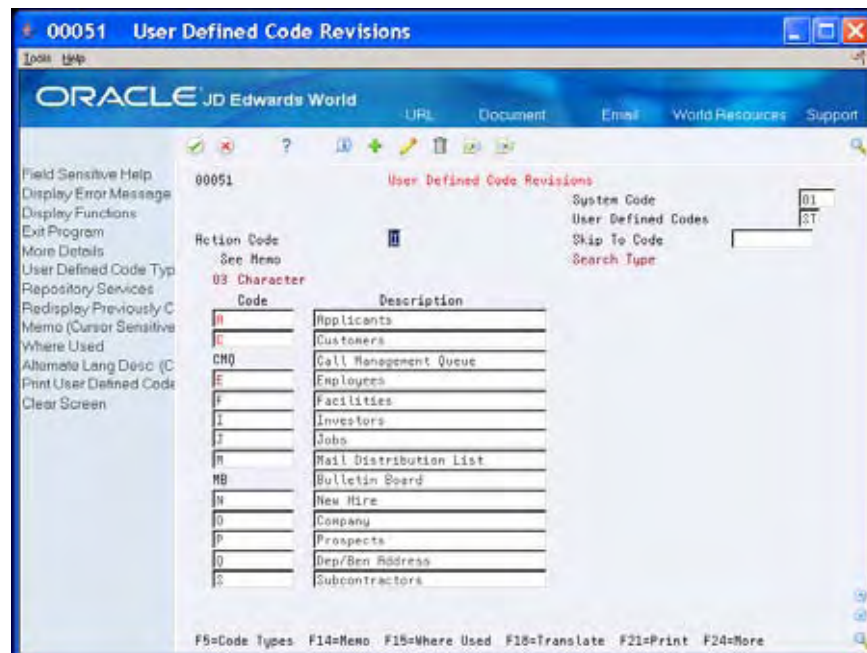 00051 User Defined Code Revisions
Tools Help
ORACLE JD Edwards World
URL Document Email World Resources Support
?
Field Sensitive Help
Display Error Message
Display Functions
Exit Program
More Details
User Defined Code Typ
Repository Services
Redisplay Previously C
Memo (Cursor Sensitive
Where Used
Alternate Lang Desc (C
Print User Defined Code
Clear Screen
00051 User Defined Code Revisions
System Code 01
User Defined Codes ST
Action Code I Skip To Code
See Memo Search Type
03 Character
Code Description
A Applicants
C Customers
CMQ Call Management Queue
E Employees
F Facilities
I Investors
J Jobs
M Mail Distribution List
MB Bulletin Board
N New Hire
O Company
P Prospects
Q Dep/Ben Address
S Subcontractors
F5=Code Types F14=Memo F15=Where Used F18=Translate F21=Print F24=More